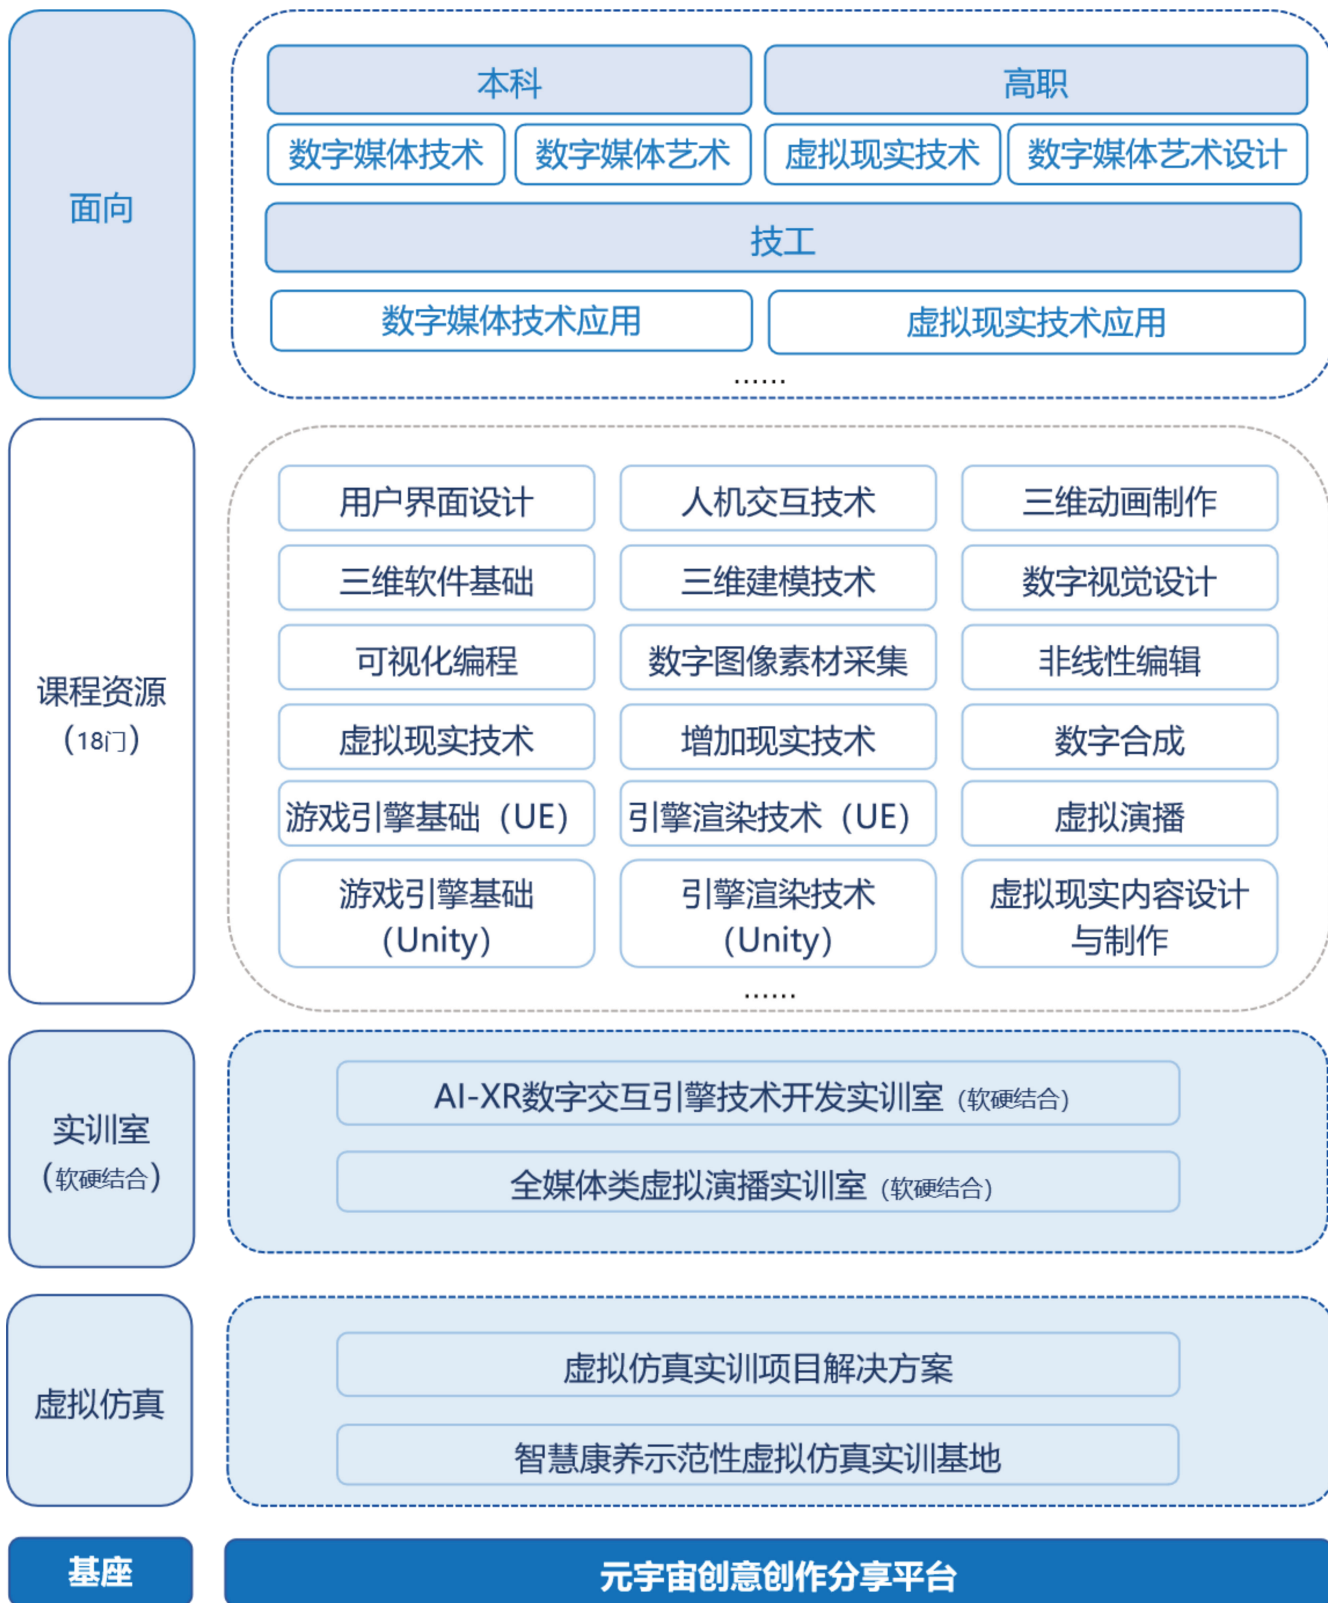 面向
本科
高职
数字媒体技术
数字媒体艺术
虚拟现实技术
数字媒体艺术设计
技工
数字媒体技术应用
虚拟现实技术应用
......
课程资源
（18门）
用户界面设计
人机交互技术
三维动画制作
三维软件基础
三维建模技术
数字视觉设计
可视化编程
数字图像素材采集
非线性编辑
虚拟现实技术
增加现实技术
数字合成
游戏引擎基础（UE）
引擎渲染技术（UE）
虚拟演播
游戏引擎基础
（Unity）
引擎渲染技术
（Unity）
虚拟现实内容设计
与制作
......
实训室
（软硬结合）
AI-XR数字交互引擎技术开发实训室（软硬结合）
全媒体类虚拟演播实训室（软硬结合）
虚拟仿真
虚拟仿真实训项目解决方案
智慧康养示范性虚拟仿真实训基地
基座
元宇宙创意创作分享平台